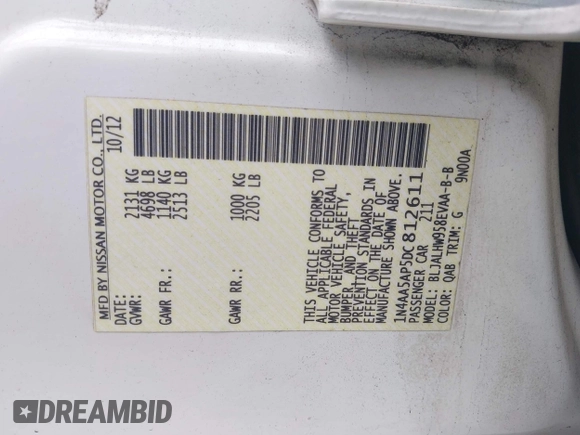 MFD BY NISSAN MOTOR CO., LTD.
DATE: 10/12
GVWR: 2131 KG
4698 LB
GAWR FR.: 1140 KG
2513 LB
GAWR RR.: 1000 KG
2205 LB
THIS VEHICLE CONFORMS TO
ALL APPLICABLE FEDERAL
MOTOR VEHICLE SAFETY,
BUMPER, AND THEFT
PREVENTION STANDARDS IN
EFFECT ON THE DATE OF
MANUFACTURE SHOWN ABOVE.
1N4AA5AP5DC812611
PASSENGER CAR 211
MODEL: BLJALHW958EVAA-B-B
COLOR: QAB TRIM: G 9N00A
DREAMBID